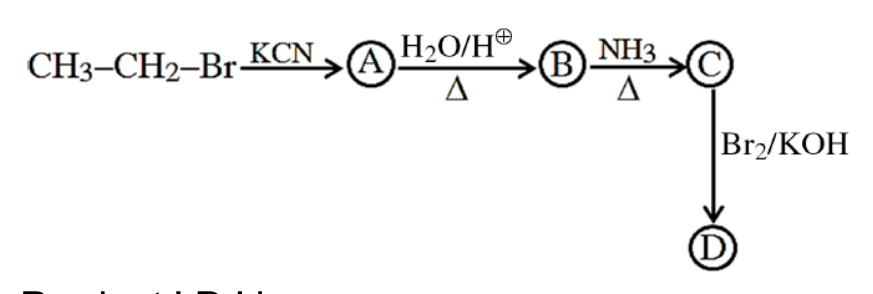 CH₃–CH₂–Br KCN A H₂O/H⊕ Δ B NH3 Δ C
Br₂/KOH
D